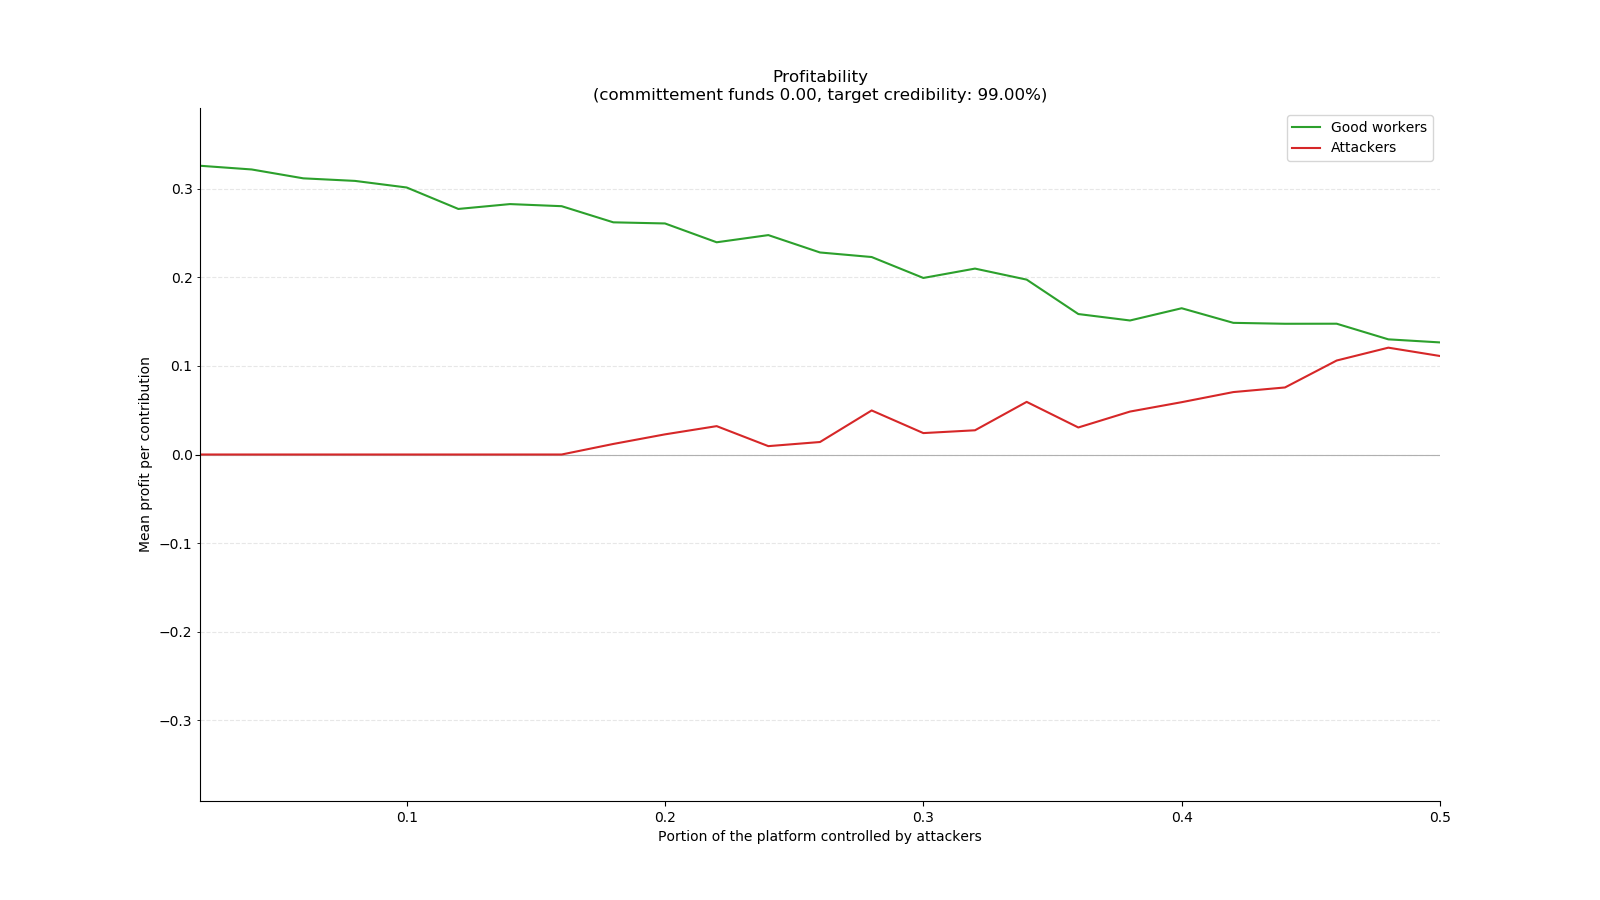 Profitability
(committement funds 0.00, target credibility: 99.00%)
Good workers
Attackers
Mean profit per contribution
0.3
0.2
0.1
0.0
−0.1
−0.2
−0.3
0.1
0.2
0.3
0.4
0.5
Portion of the platform controlled by attackers